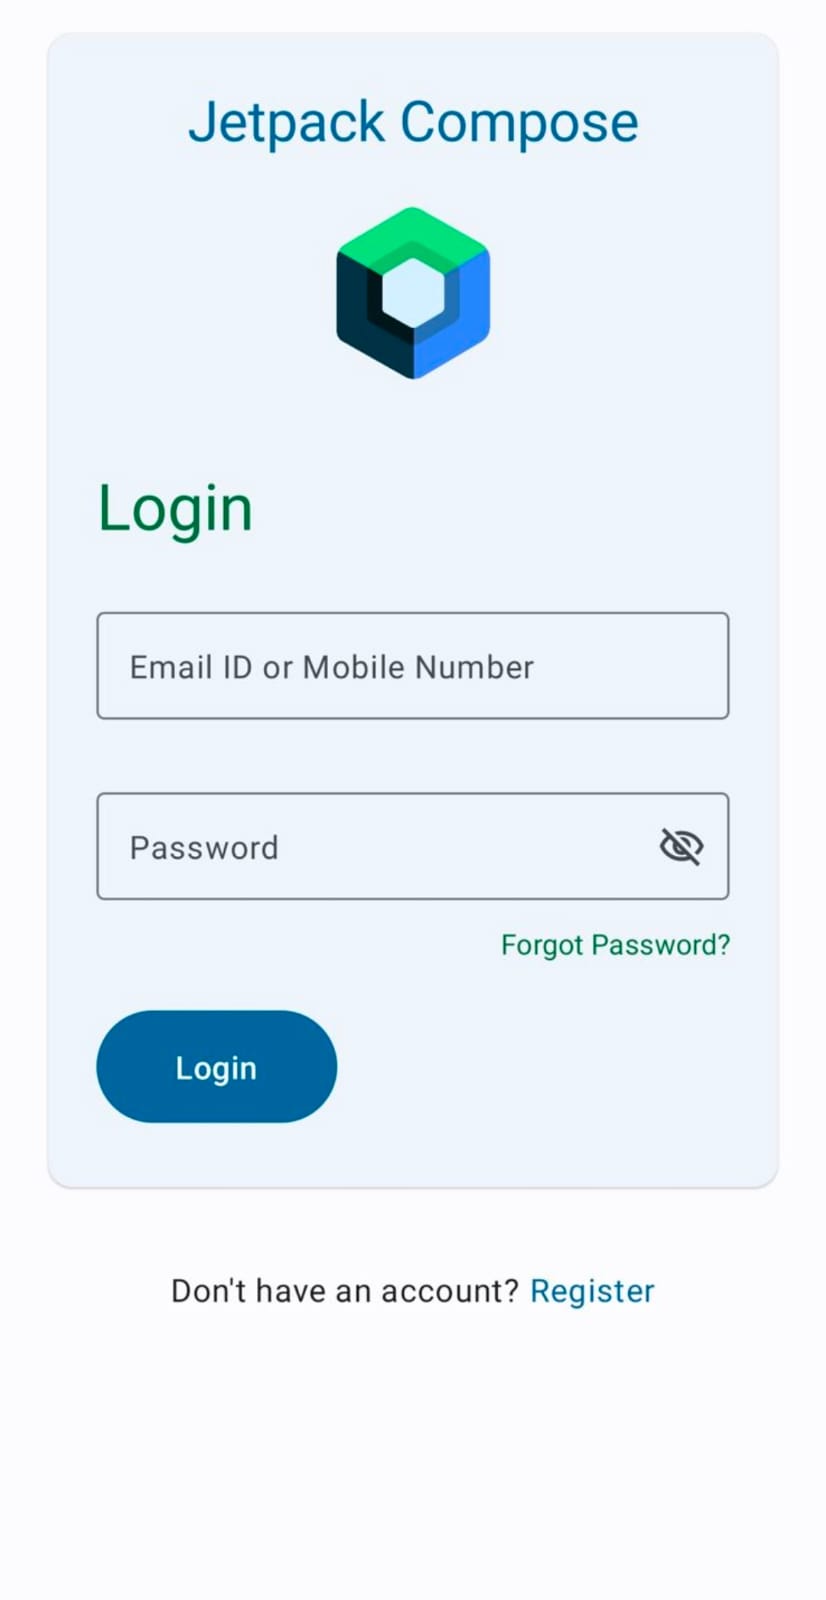 Jetpack Compose
Login
Email ID or Mobile Number
Password
Forgot Password?
Login
Don't have an account? Register